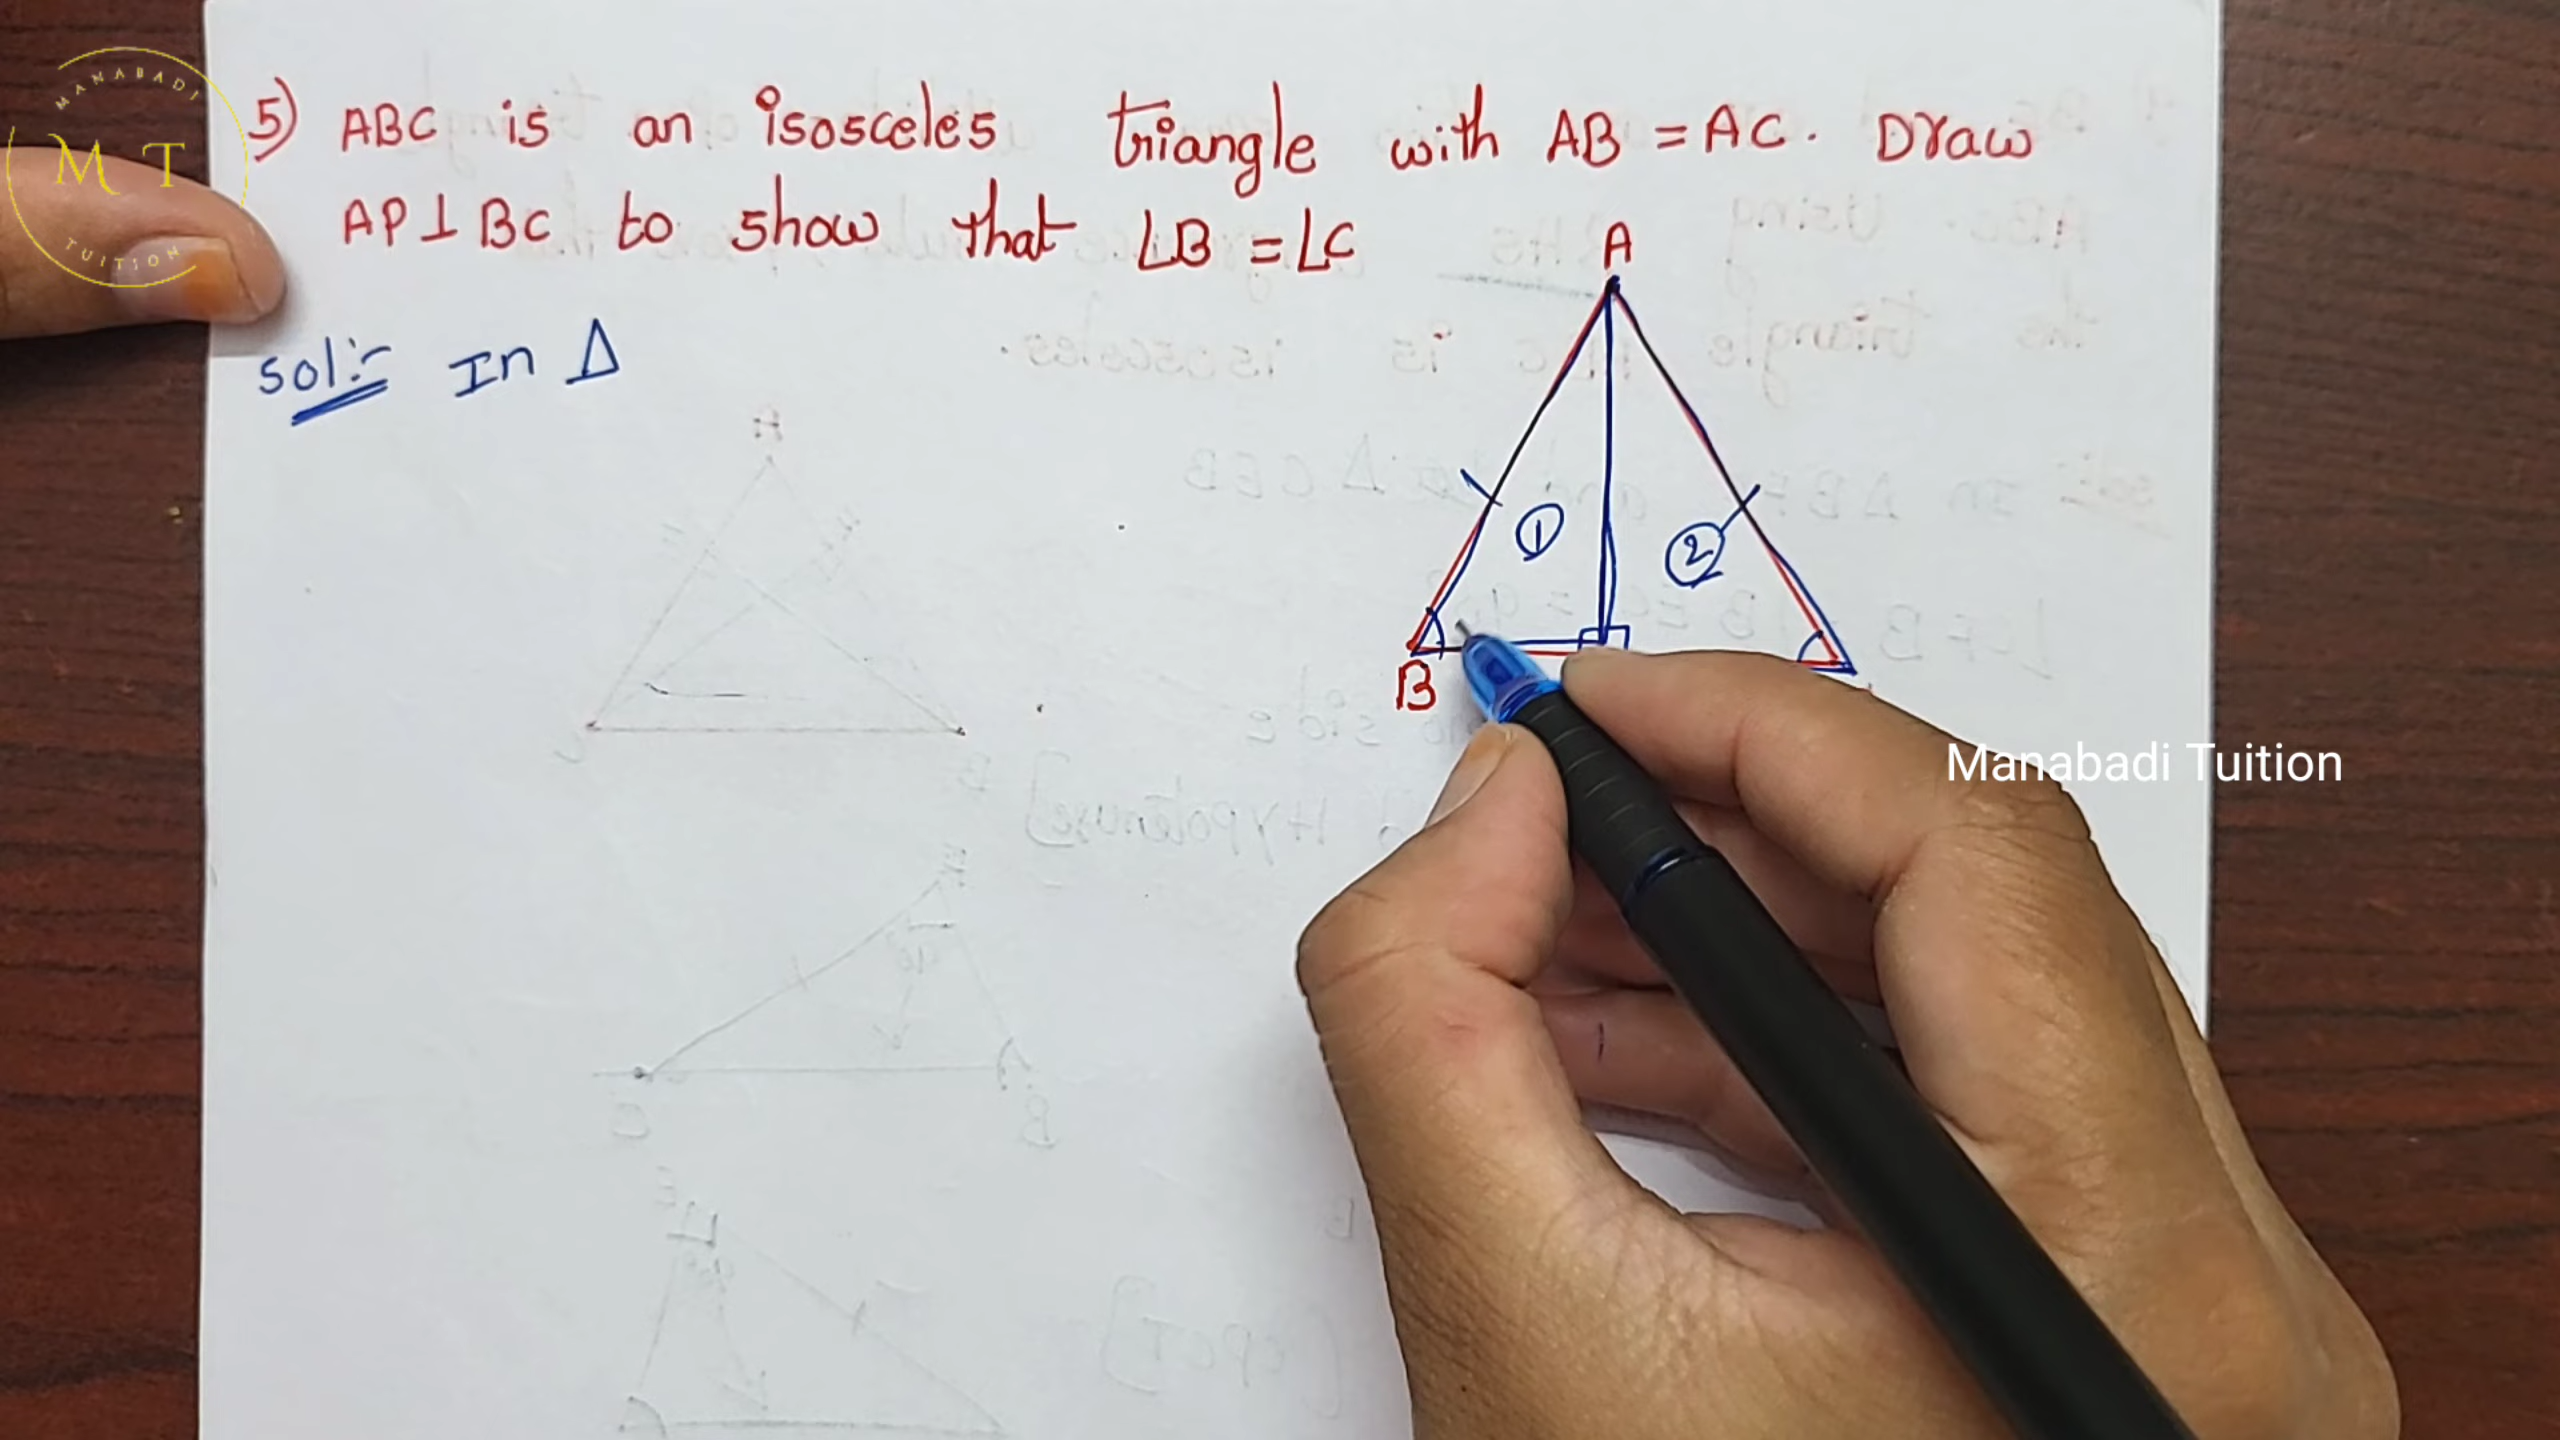 MANABADI
M T
TUITION
5) ABC is an isosceles triangle with AB = AC. Draw
AP⊥BC to show that ∠B = ∠C
Sol:- In Δ
A
1
2
B
Manabadi Tuition